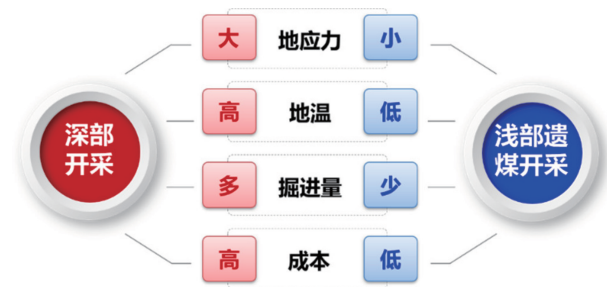 大 地应力 小
高 地温 低
深部
开采
浅部遗
煤开采
多 掘进量 少
高 成本 低